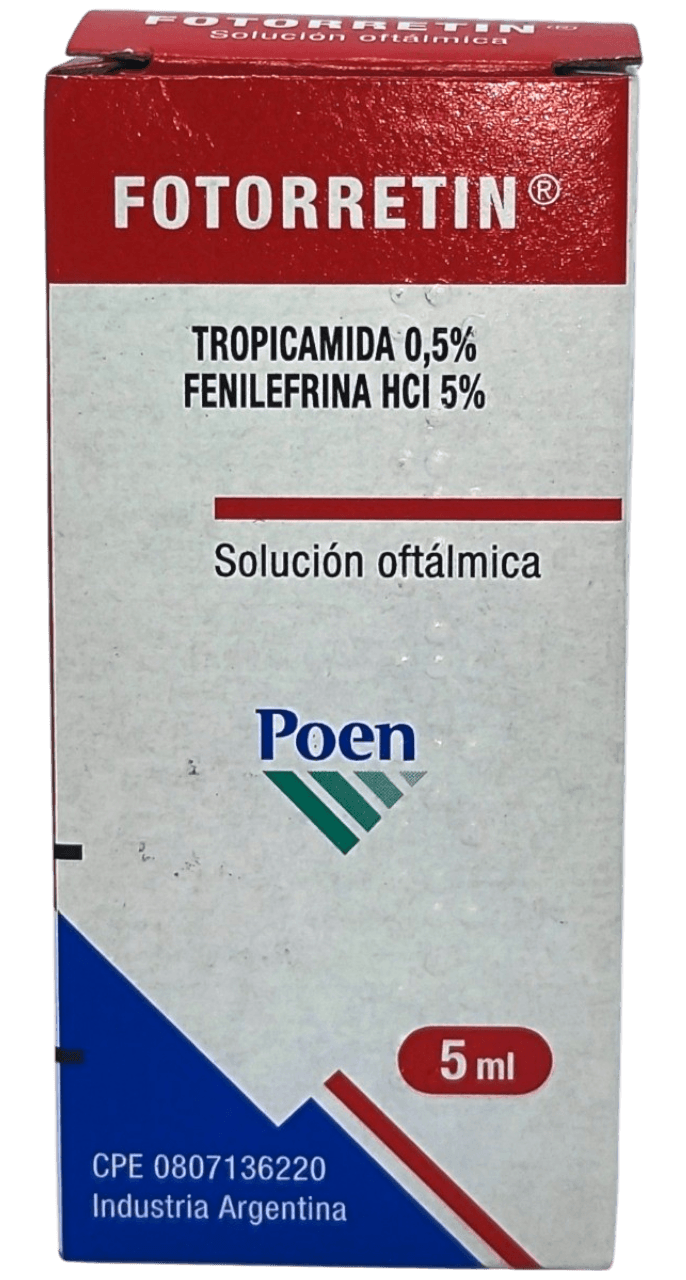 FOTORRETIN®
Solución oftálmica
FOTORRETIN®
TROPICAMIDA 0,5%
FENILEFRINA HCl 5%
Solución oftálmica
Poen
5 ml
CPE 0807136220
Industria Argentina